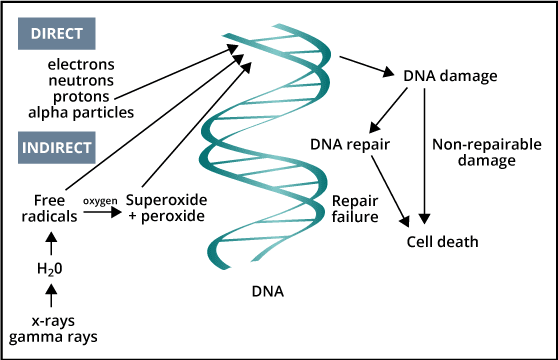 DIRECT
electrons
neutrons
protons
alpha particles
INDIRECT
Free
radicals
oxygen
Superoxide
+ peroxide
H₂0
x-rays
gamma rays
DNA
DNA damage
DNA repair
Non-repairable
damage
Repair
failure
Cell death